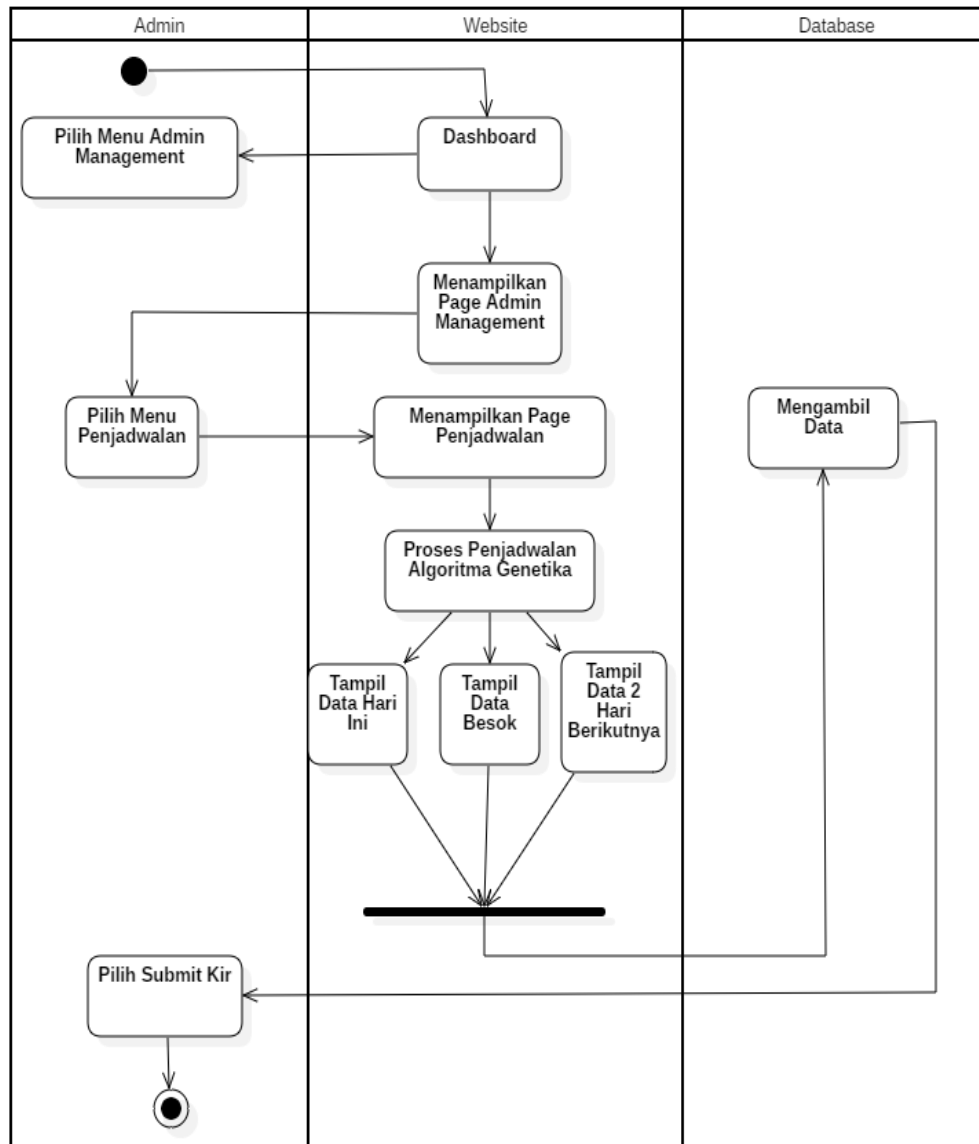 Admin
Website
Database
Pilih Menu Admin
Management
Dashboard
Menampilkan
Page Admin
Management
Pilih Menu
Penjadwalan
Menampilkan Page
Penjadwalan
Mengambil
Data
Proses Penjadwalan
Algoritma Genetika
Tampil
Data Hari
Ini
Tampil
Data
Besok
Tampil
Data 2
Hari
Berikutnya
Pilih Submit Kir